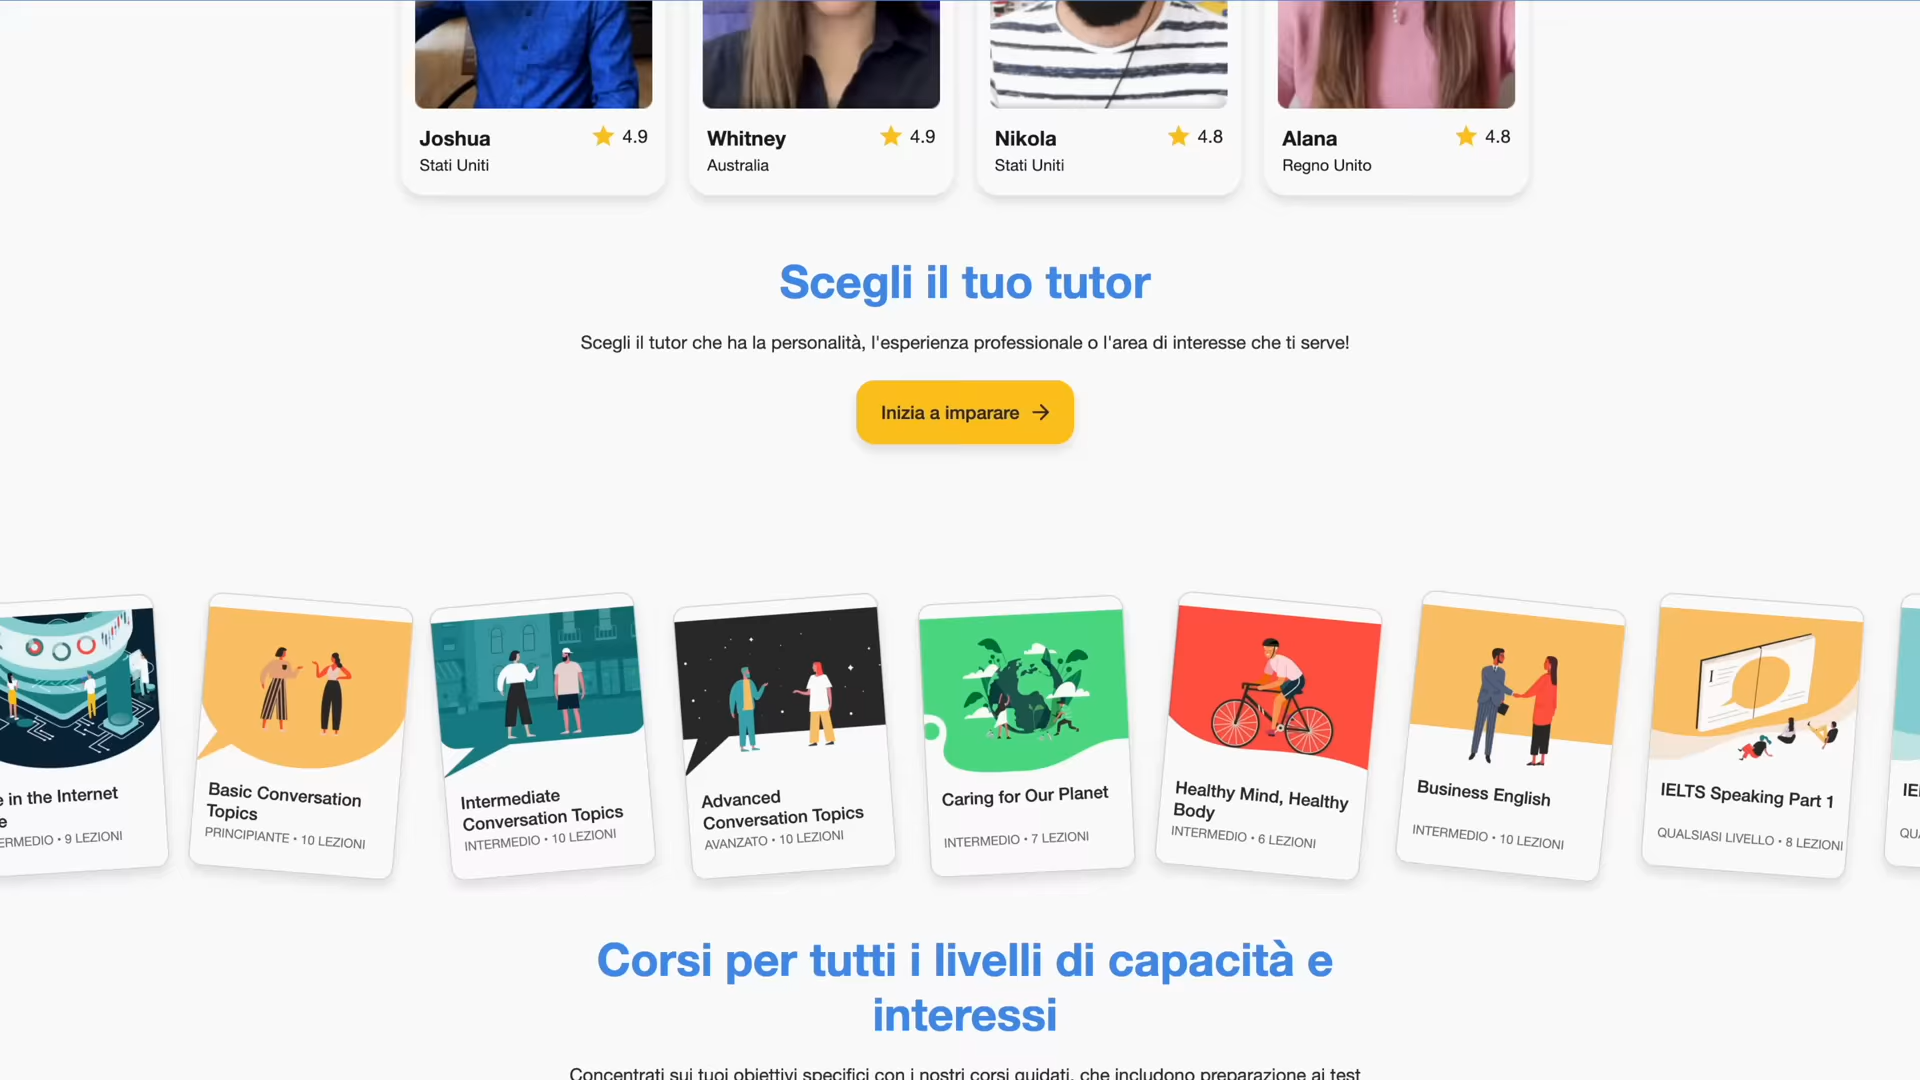 Joshua
4.9
Stati Uniti
Whitney
4.9
Australia
Nikola
4.8
Stati Uniti
Alana
4.8
Regno Unito
Scegli il tuo tutor
Scegli il tutor che ha la personalità, l'esperienza professionale o l'area di interesse che ti serve!
Inizia a imparare →
in the Internet
9 LEZIONI
Basic Conversation
Topics
PRINCIPIANTE • 10 LEZIONI
Intermediate
Conversation Topics
INTERMEDIO • 10 LEZIONI
Advanced
Conversation Topics
AVANZATO • 10 LEZIONI
Caring for Our Planet
INTERMEDIO • 7 LEZIONI
Healthy Mind, Healthy
Body
INTERMEDIO • 6 LEZIONI
Business English
INTERMEDIO • 10 LEZIONI
I
IELTS Speaking Part 1
QUALSIASI LIVELLO • 8 LEZIONI
Corsi per tutti i livelli di capacità e
interessi
Concentrati sui tuoi obiettivi specifici con i nostri corsi guidati, che includono preparazione ai test